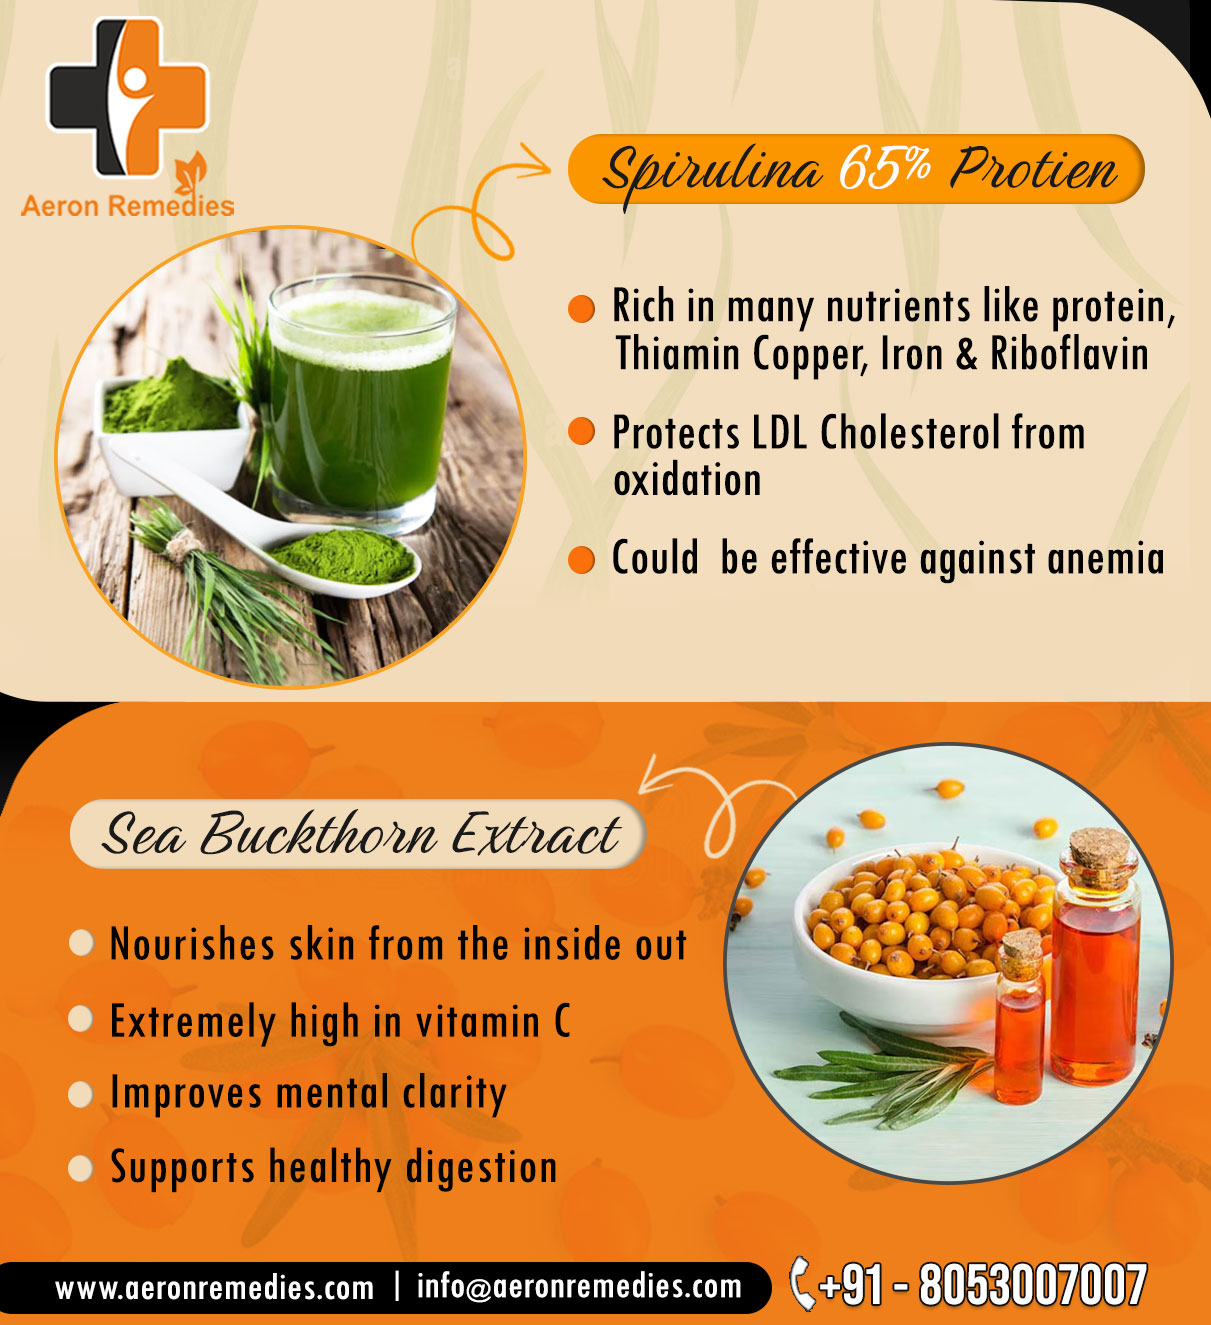 Aeron Remedies
Spirulina 65% Protien
Rich in many nutrients like protein,
Thiamin Copper, Iron & Riboflavin
Protects LDL Cholesterol from
oxidation
Could be effective against anemia
Sea Buckthorn Extract
Nourishes skin from the inside out
Extremely high in vitamin C
Improves mental clarity
Supports healthy digestion
www.aeronremedies.com | info@aeronremedies.com +91 - 8053007007